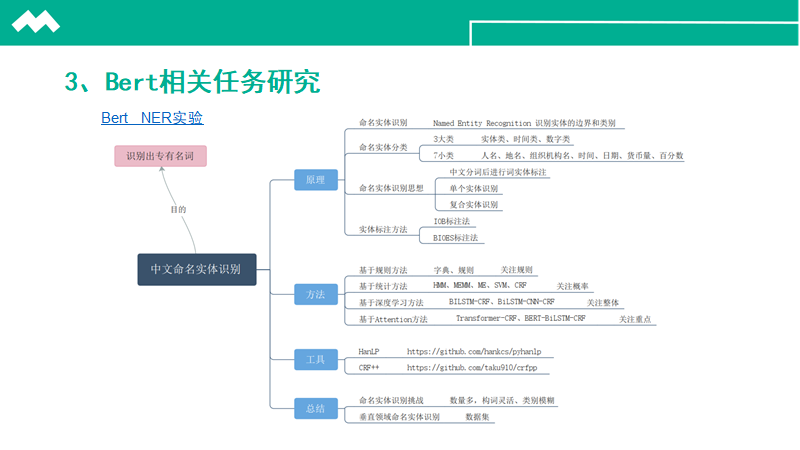 3、Bert相关任务研究
Bert NER实验
识别出专有名词
目的
中文命名实体识别
原理
命名实体识别 Named Entity Recognition 识别实体的边界和类别
命名实体分类
3大类 实体类、时间类、数字类
7小类 人名、地名、组织机构名、时间、日期、货币量、百分数
命名实体识别思想
中文分词后进行词实体标注
单个实体识别
复合实体识别
实体标注方法
IOB标注法
BIOES标注法
方法
基于规则方法 字典、规则 关注规则
基于统计方法 HMM、MEMM、ME、SVM、CRF 关注概率
基于深度学习方法 BILSTM-CRF、BiLSTM-CNN-CRF 关注整体
基于Attention方法 Transformer-CRF、BERT-BiLSTM-CRF 关注重点
工具
HanLP https://github.com/hankcs/pyhanlp
CRF++ https://github.com/taku910/crfpp
总结
命名实体识别挑战 数量多，构词灵活、类别模糊
垂直领域命名实体识别 数据集